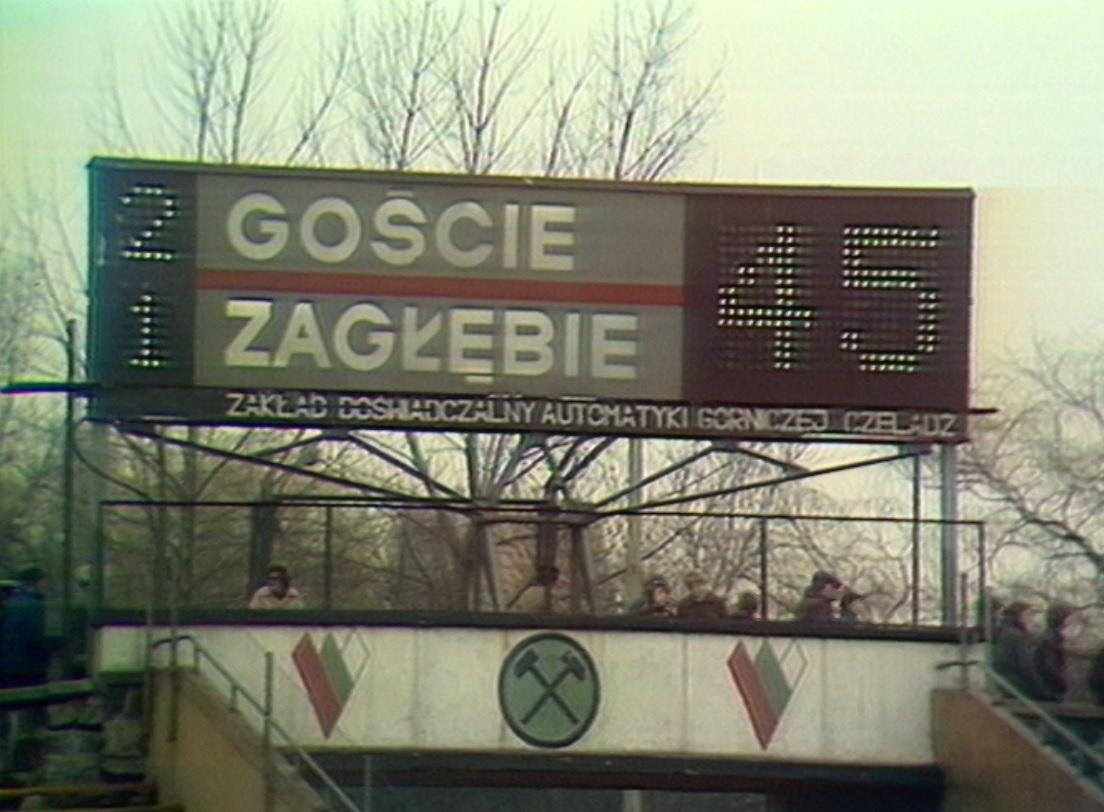 2 GOŚCIE 45
1 ZAGŁĘBIE
ZAKŁAD DOŚWIADCZALNY AUTOMATYKI GÓRNICZEJ CZELADŹ